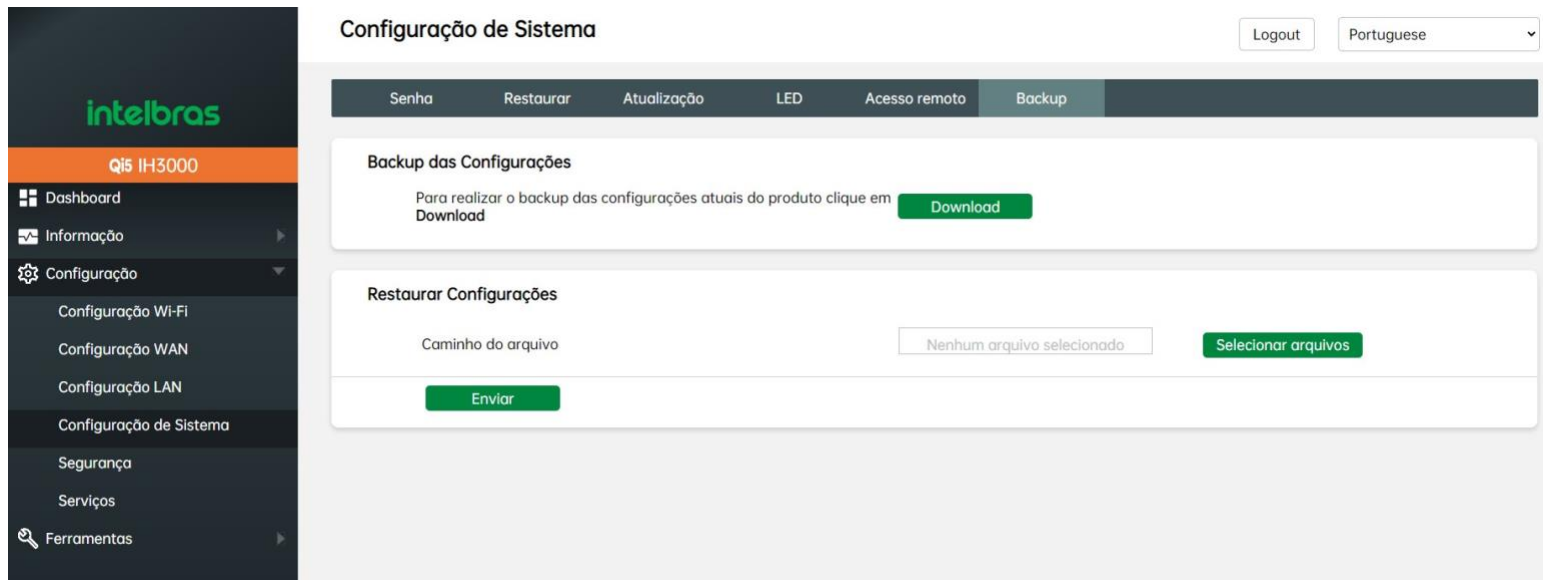 Configuração de Sistema
Logout
Portuguese
intelbras
Qi5 IH3000
Dashboard
Informação
Configuração
Configuração Wi-Fi
Configuração WAN
Configuração LAN
Configuração de Sistema
Segurança
Serviços
Ferramentas
Senha
Restaurar
Atualização
LED
Acesso remoto
Backup
Backup das Configurações
Para realizar o backup das configurações atuais do produto clique em
Download
Download
Restaurar Configurações
Caminho do arquivo
Nenhum arquivo selecionado
Selecionar arquivos
Enviar